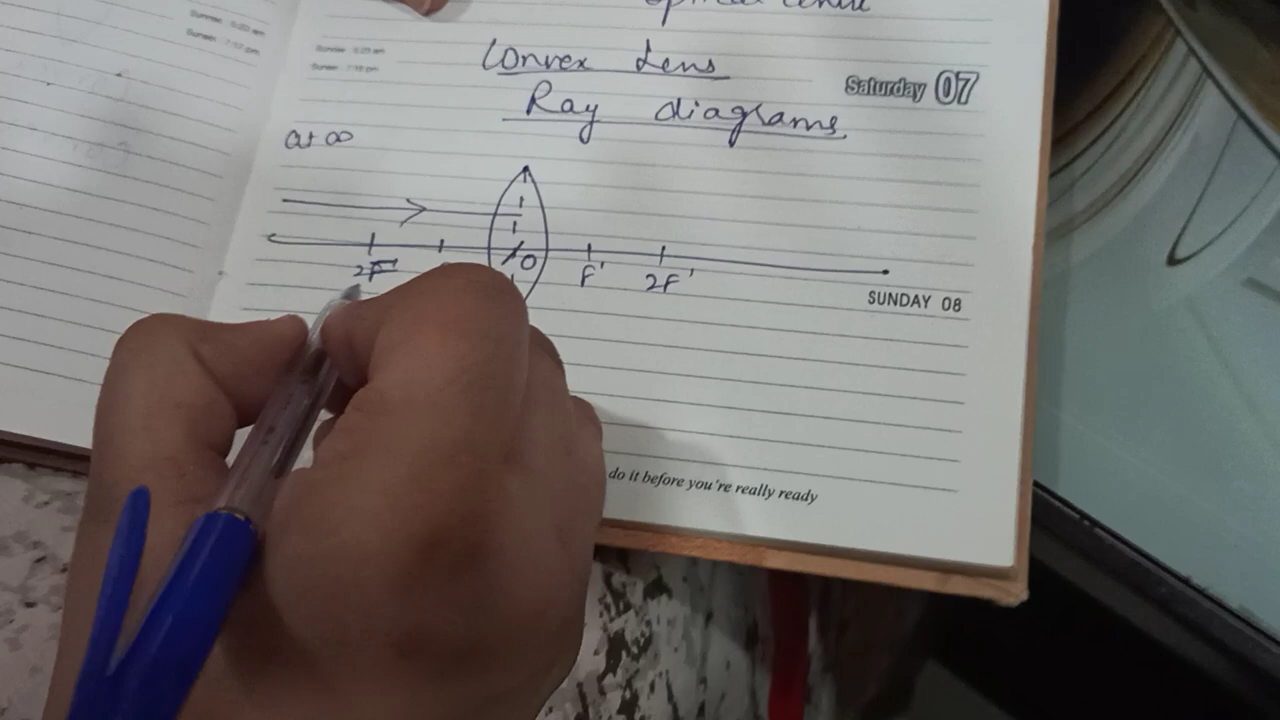 Convex Lens
Saturday 07
Ray diagrams
at ∞
2F O F' 2F'
SUNDAY 08
do it before you're really ready